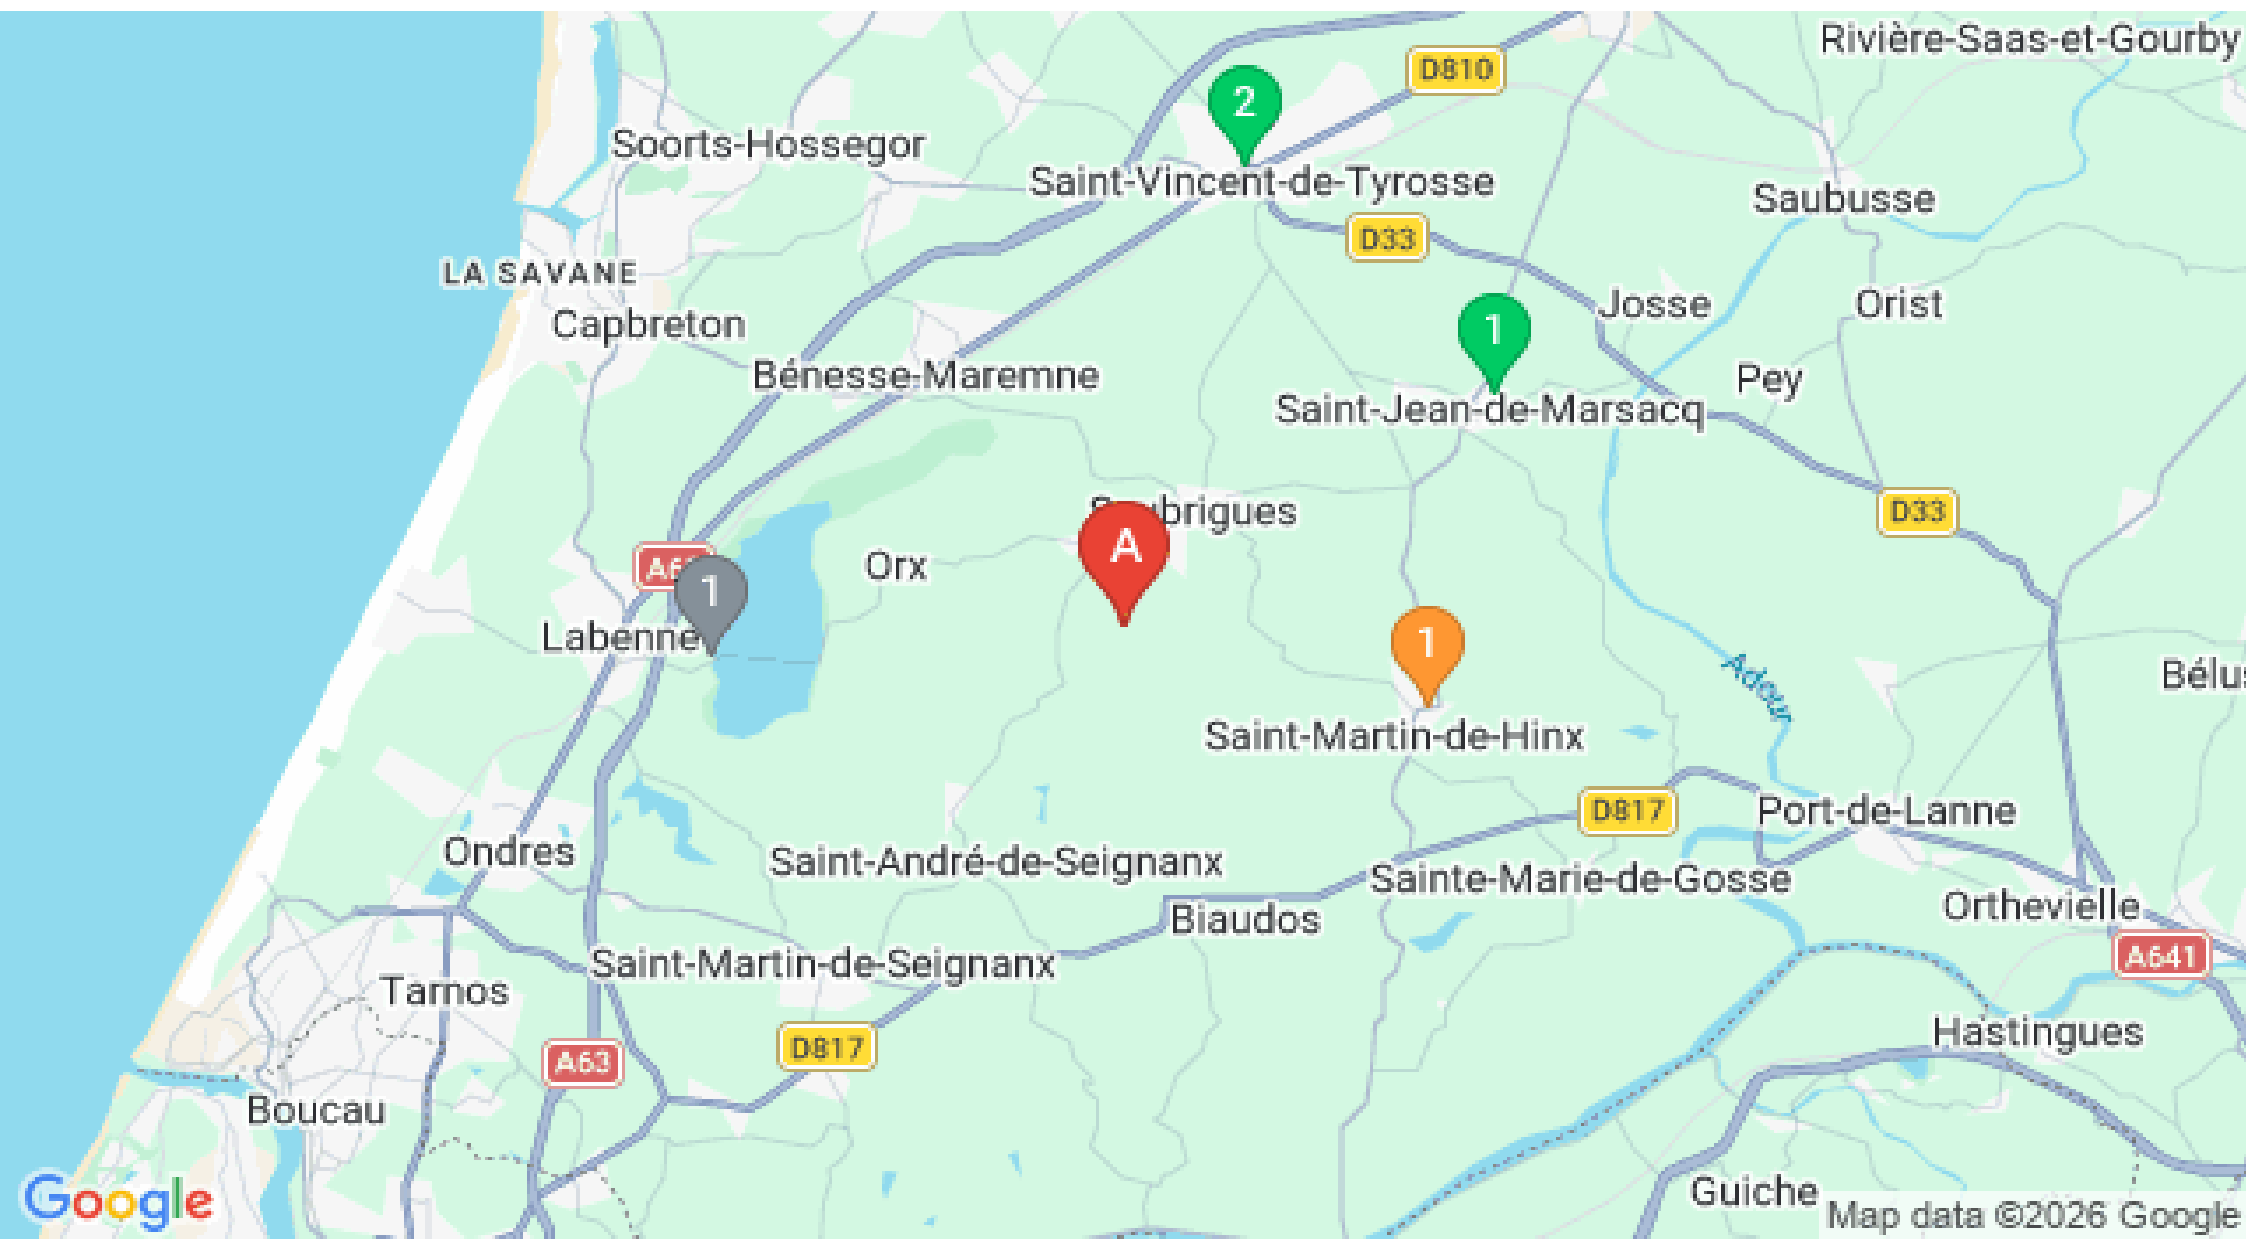 Rivière-Saas-et-Gourby
D810
2
Soorts-Hossegor
Saint-Vincent-de-Tyrosse
Saubusse
D33
LA SAVANE
Josse
Orist
Capbreton
1
Bénesse-Maremne
Pey
Saint-Jean-de-Marsacq
D33
A
Orx
1
Labenne
1
Adour
Bélus
Saint-Martin-de-Hinx
D817
Port-de-Lanne
Ondres
Saint-André-de-Seignanx
Sainte-Marie-de-Gosse
Orthevielle
Biaudos
A641
Saint-Martin-de-Seignanx
Tarnos
Hastingues
D817
A63
Boucau
Guiche
Google
Map data ©2026 Google